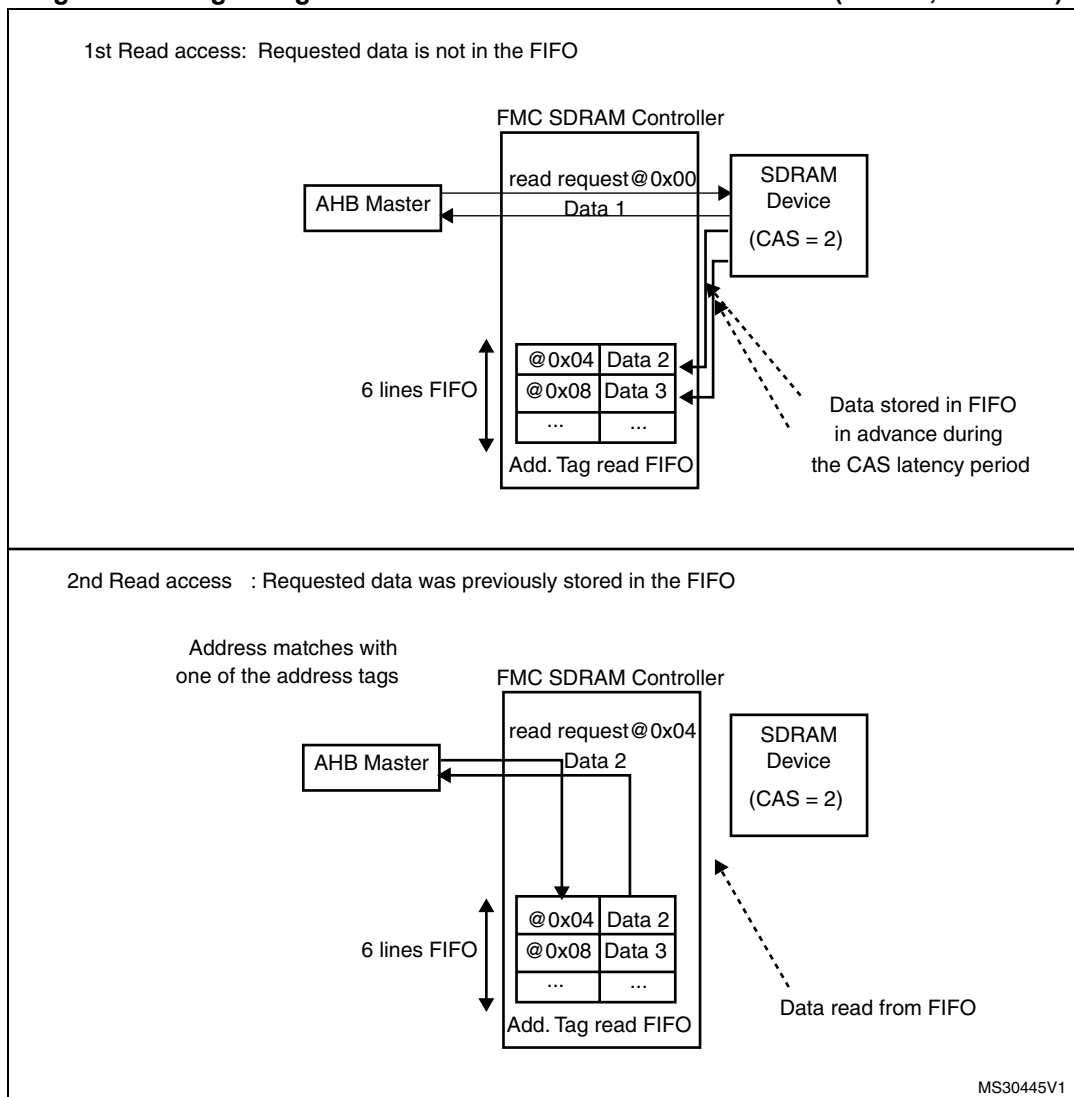 1st Read access: Requested data is not in the FIFO
FMC SDRAM Controller
read request@0x00
Data 1
AHB Master
SDRAM
Device
(CAS = 2)
@0x04 Data 2
@0x08 Data 3
... ...
6 lines FIFO
Add. Tag read FIFO
Data stored in FIFO
in advance during
the CAS latency period
2nd Read access : Requested data was previously stored in the FIFO
Address matches with
one of the address tags
FMC SDRAM Controller
read request@0x04
Data 2
AHB Master
SDRAM
Device
(CAS = 2)
@0x04 Data 2
@0x08 Data 3
... ...
6 lines FIFO
Add. Tag read FIFO
Data read from FIFO
MS30445V1